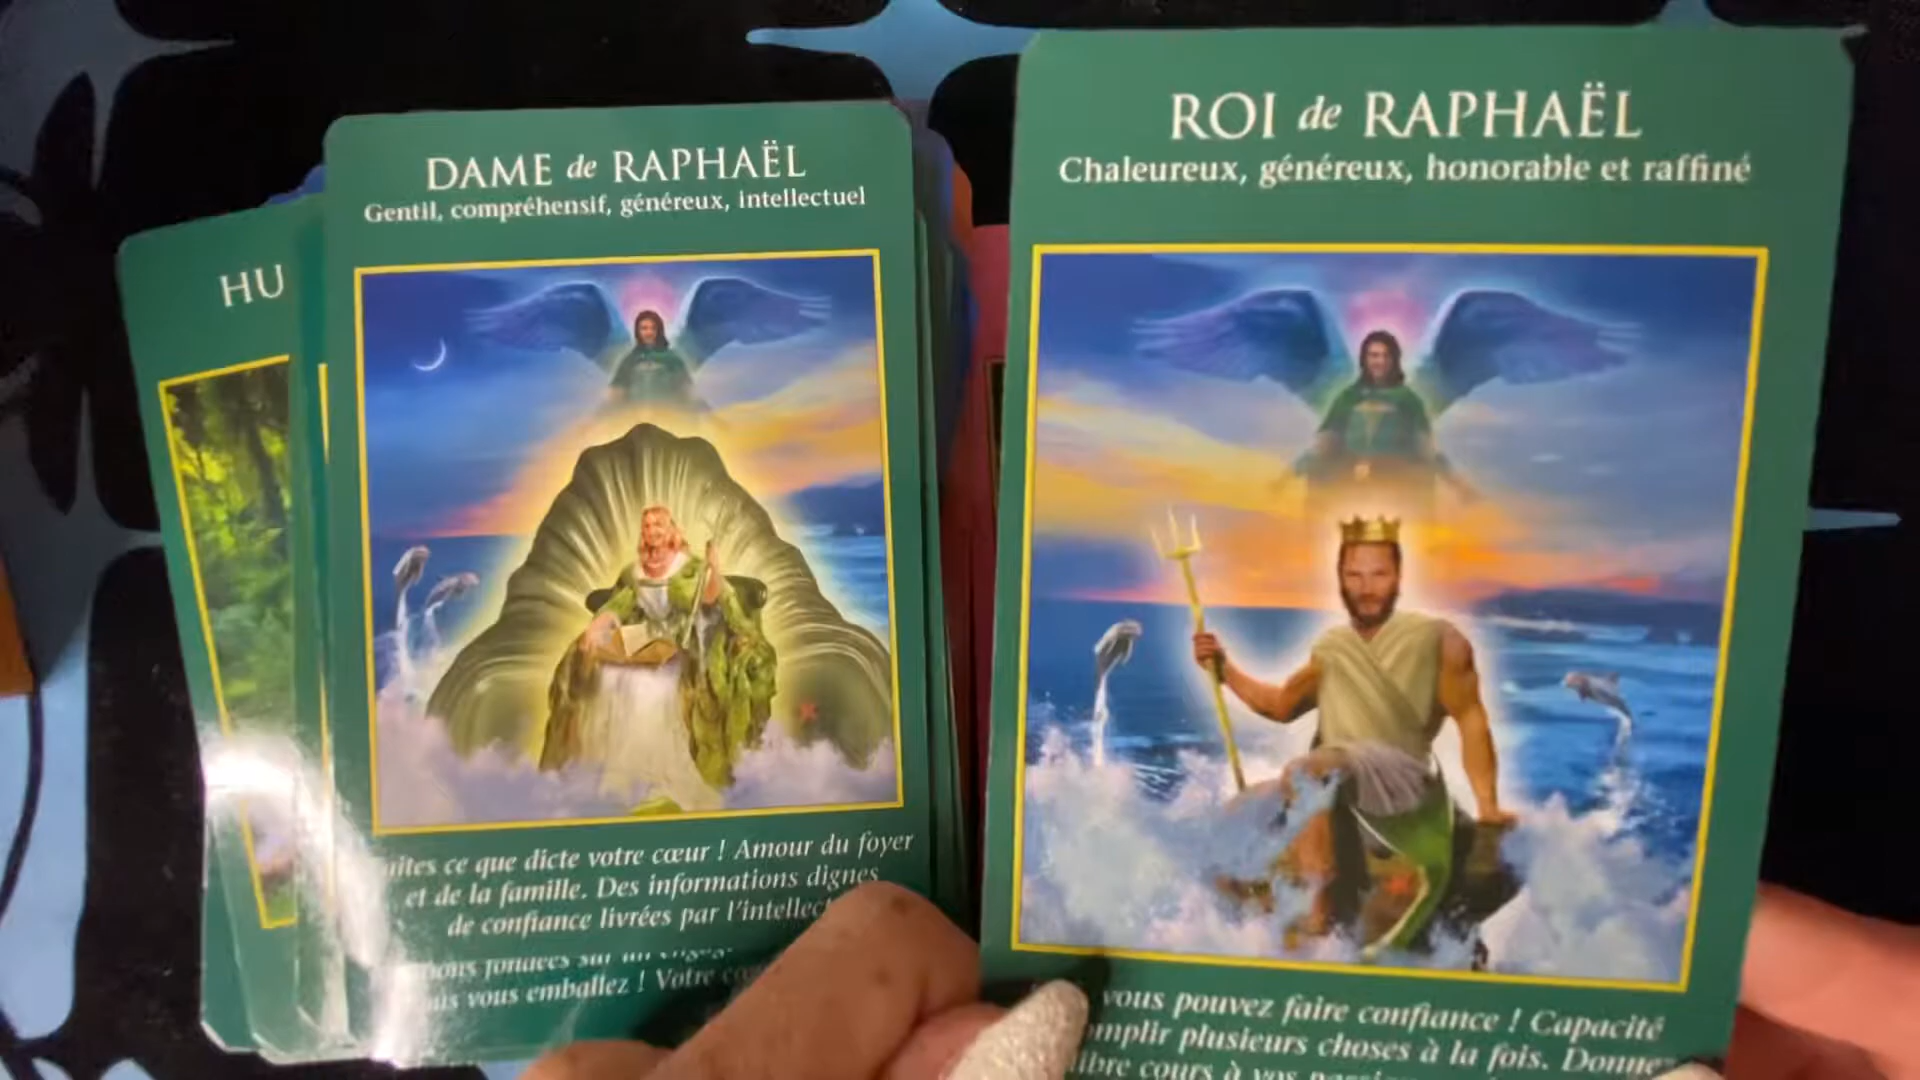 HU
DAME de RAPHAËL
Gentil, compréhensif, généreux, intellectuel
ce que dicte votre cœur ! Amour du foyer
et de la famille. Des informations dignes
de confiance livrées par
vous emballez ! Votre
ROI de RAPHAËL
Chaleureux, généreux, honorable et raffiné
vous pouvez faire confiance ! Capacité
plusieurs choses à la fois. Donnez
cours à vos